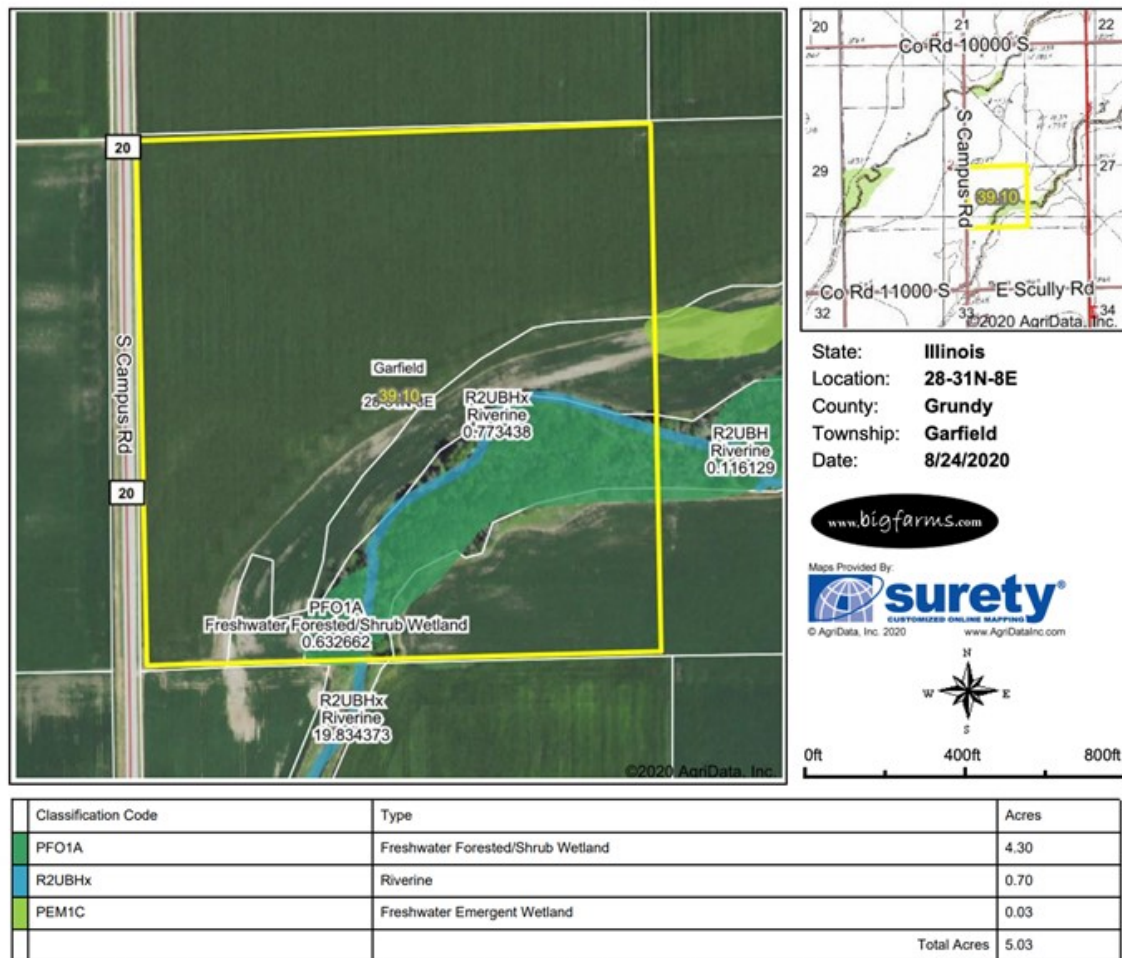 20
S Campus Rd
20
Garfield
39.10
28-31N-8E
R2UBHx
Riverine
0.773438
R2UBH
Riverine
0.116129
PFO1A
Freshwater Forested/Shrub Wetland
0.632662
R2UBHx
Riverine
19.834373
©2020 AgriData, Inc.
20
21
22
Co Rd 10000 S
S Campus Rd
29
27
39.10
Co Rd 11000 S
E Scully Rd
32
33
34
©2020 AgriData, Inc.
State: Illinois
Location: 28-31N-8E
County: Grundy
Township: Garfield
Date: 8/24/2020
www.bigfarms.com
Maps Provided By:
surety®
CUSTOMIZED ONLINE MAPPING
© AgriData, Inc. 2020 www.AgriDataInc.com
N
W E
S
0ft 400ft 800ft
Classification Code Type Acres
PFO1A Freshwater Forested/Shrub Wetland 4.30
R2UBHx Riverine 0.70
PEM1C Freshwater Emergent Wetland 0.03
Total Acres 5.03